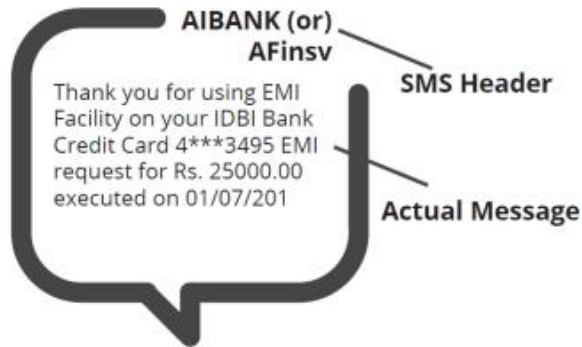 AIBANK (or)
AFinsv
SMS Header
Thank you for using EMI
Facility on your IDBI Bank
Credit Card 4***3495 EMI
request for Rs. 25000.00
executed on 01/07/201
Actual Message